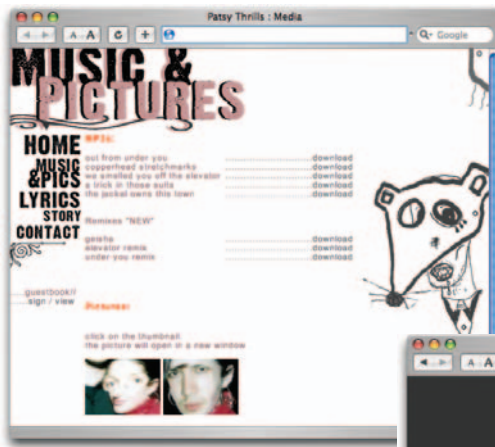 Patsy Thrills : Media
A A
Google
MUSIC &
PICTURES
HOME
MUSIC
&PICS
LYRICS
STORY
CONTACT
guestbook//
sign / view
MP3s:
out from under you download
copperhead stretchmarks download
we smelled you off the elevator download
a trick in those suits download
the jackal owns this town download
Remixes "NEW"
geisha download
elevator remix download
under you remix download
Pictures:
click on the thumbnail
the picture will open in a new window
A A